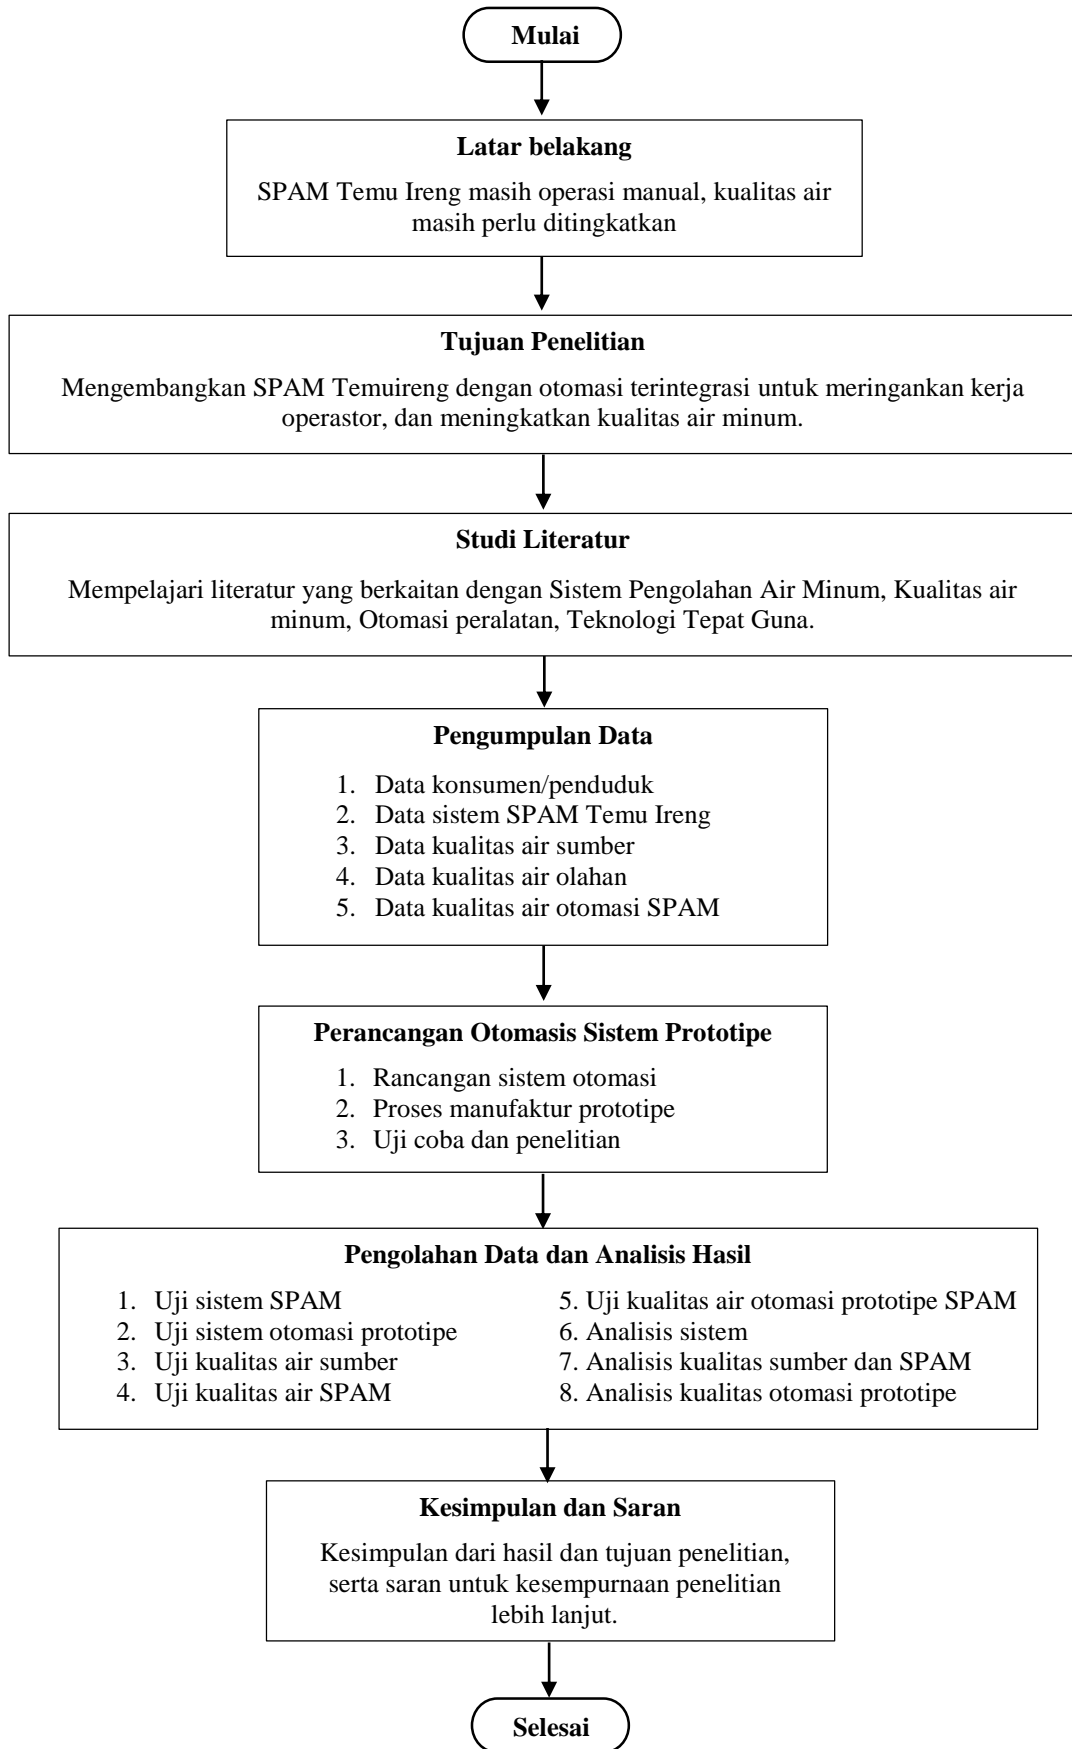 Mulai
Latar belakang
SPAM Temu Ireng masih operasi manual, kualitas air
masih perlu ditingkatkan
Tujuan Penelitian
Mengembangkan SPAM Temuireng dengan otomasi terintegrasi untuk meringankan kerja
operastor, dan meningkatkan kualitas air minum.
Studi Literatur
Mempelajari literatur yang berkaitan dengan Sistem Pengolahan Air Minum, Kualitas air
minum, Otomasi peralatan, Teknologi Tepat Guna.
Pengumpulan Data
1. Data konsumen/penduduk
2. Data sistem SPAM Temu Ireng
3. Data kualitas air sumber
4. Data kualitas air olahan
5. Data kualitas air otomasi SPAM
Perancangan Otomasis Sistem Prototipe
1. Rancangan sistem otomasi
2. Proses manufaktur prototipe
3. Uji coba dan penelitian
Pengolahan Data dan Analisis Hasil
1. Uji sistem SPAM
2. Uji sistem otomasi prototipe
3. Uji kualitas air sumber
4. Uji kualitas air SPAM
5. Uji kualitas air otomasi prototipe SPAM
6. Analisis sistem
7. Analisis kualitas sumber dan SPAM
8. Analisis kualitas otomasi prototipe
Kesimpulan dan Saran
Kesimpulan dari hasil dan tujuan penelitian,
serta saran untuk kesempurnaan penelitian
lebih lanjut.
Selesai